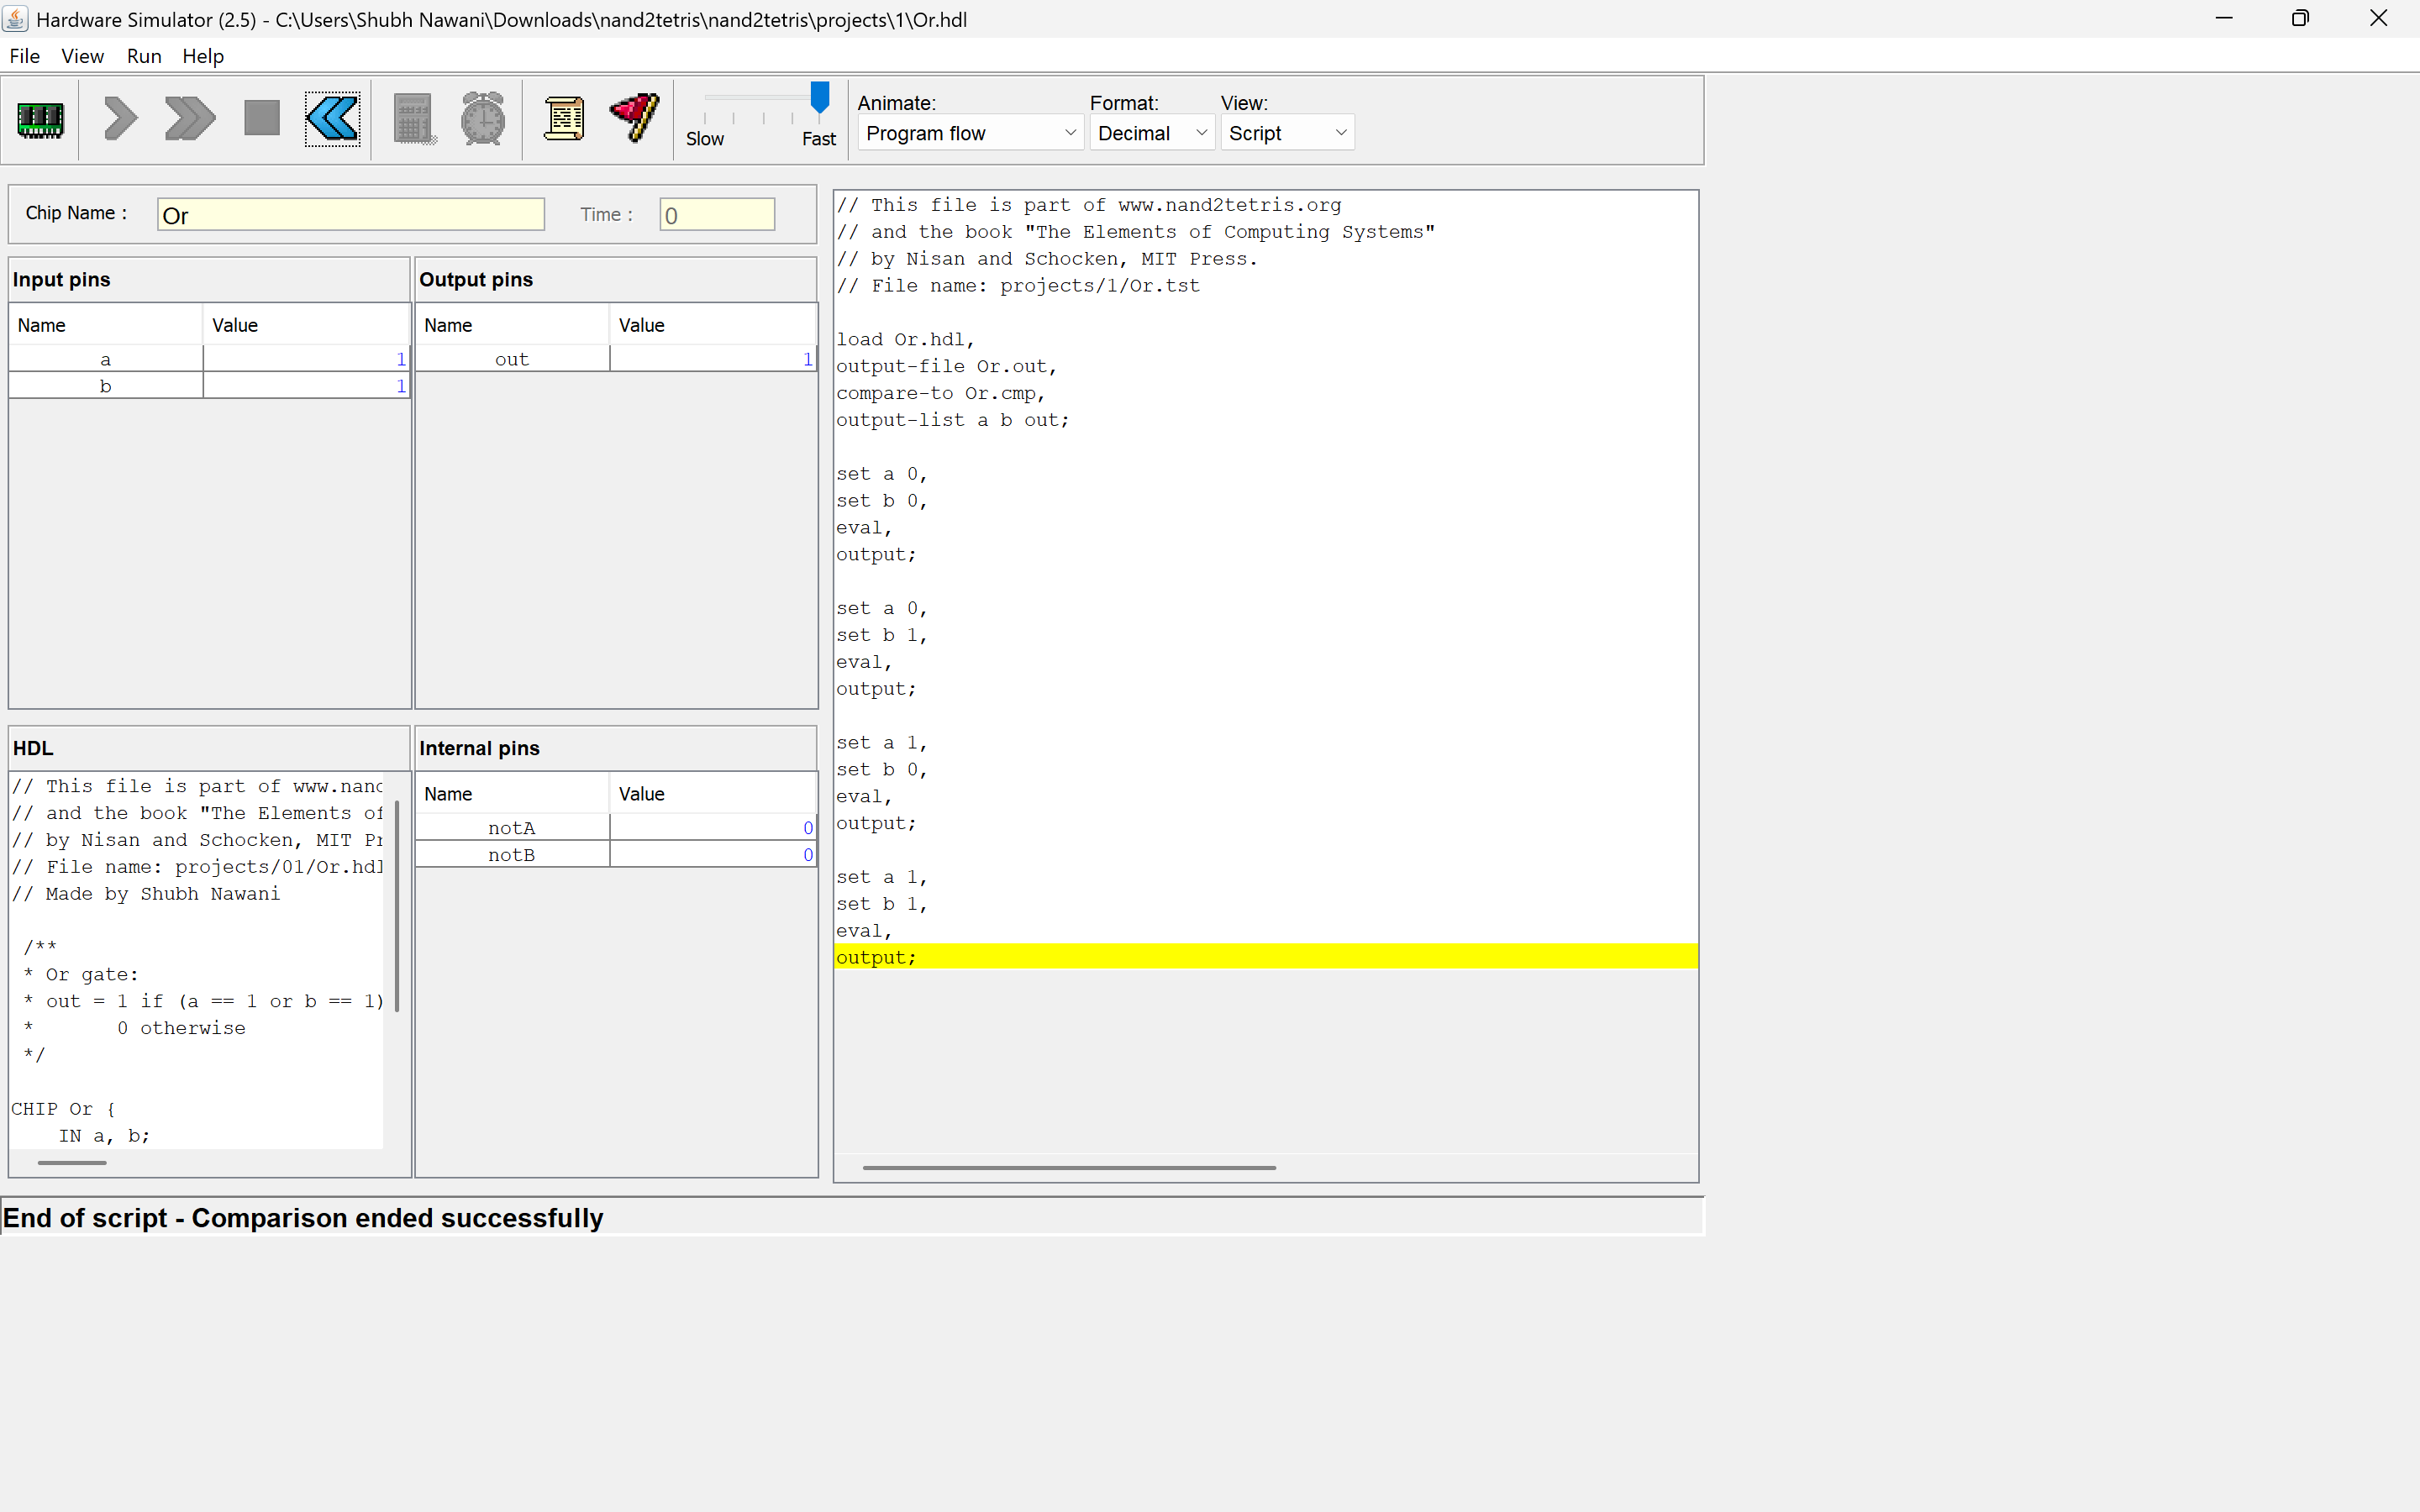 Hardware Simulator (2.5) - C:\Users\Shubh Nawani\Downloads\nand2tetris\nand2tetris\projects\1\Or.hdl
File View Run Help
Slow Fast
Animate: Format: View:
Program flow Decimal Script
Chip Name : Or Time : 0
Input pins
Name Value
a 1
b 1
Output pins
Name Value
out 1
HDL
// This file is part of www.nand
// and the book "The Elements of
// by Nisan and Schocken, MIT Pr
// File name: projects/01/Or.hdl
// Made by Shubh Nawani
/**
* Or gate:
* out = 1 if (a == 1 or b == 1)
* 0 otherwise
*/
CHIP Or {
IN a, b;
Internal pins
Name Value
notA 0
notB 0
// This file is part of www.nand2tetris.org
// and the book "The Elements of Computing Systems"
// by Nisan and Schocken, MIT Press.
// File name: projects/1/Or.tst
load Or.hdl,
output-file Or.out,
compare-to Or.cmp,
output-list a b out;
set a 0,
set b 0,
eval,
output;
set a 0,
set b 1,
eval,
output;
set a 1,
set b 0,
eval,
output;
set a 1,
set b 1,
eval,
output;
End of script - Comparison ended successfully